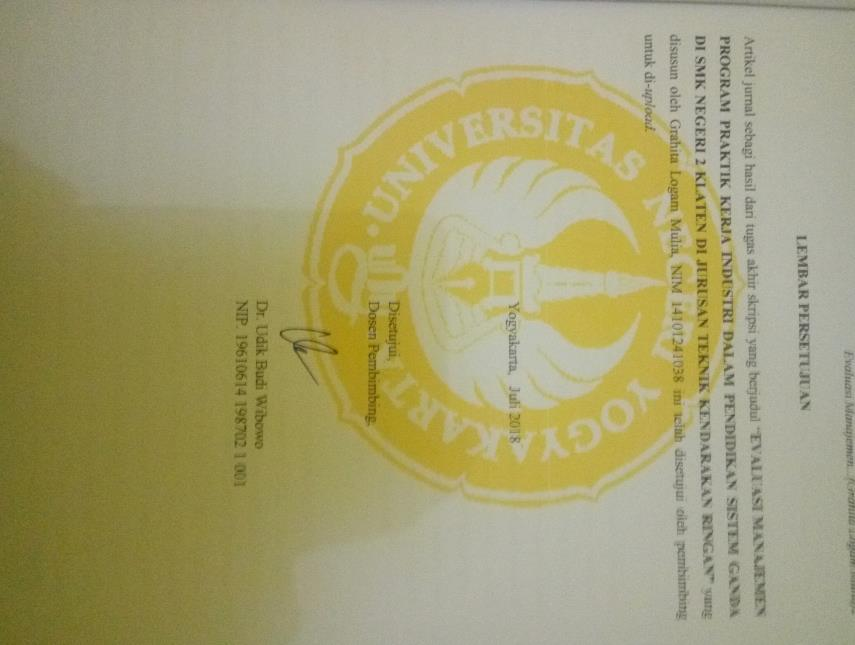 Evaluasi Manajemen... (Grahita Logam Mulia)
LEMBAR PERSETUJUAN
Artikel jurnal sebagi hasil dari tugas akhir skripsi yang berjudul "EVALUASI MANAJEMEN
PROGRAM PRAKTIK KERJA INDUSTRI DALAM PENDIDIKAN SISTEM GANDA
DI SMK NEGERI 2 KLATEN DI JURUSAN TEKNIK KENDARAKAN RINGAN" yang
disusun oleh Grahita Logam Mulia, NIM 14101241038 ini telah disetujui oleh pembimbing
untuk di-upload.
UNIVERSITAS NEGERI YOGYAKARTA
Yogyakarta, Juli 2018
Disetujui,
Dosen Pembimbing,
Dr. Udik Budi Wibowo
NIP. 19610614 198702 1 001